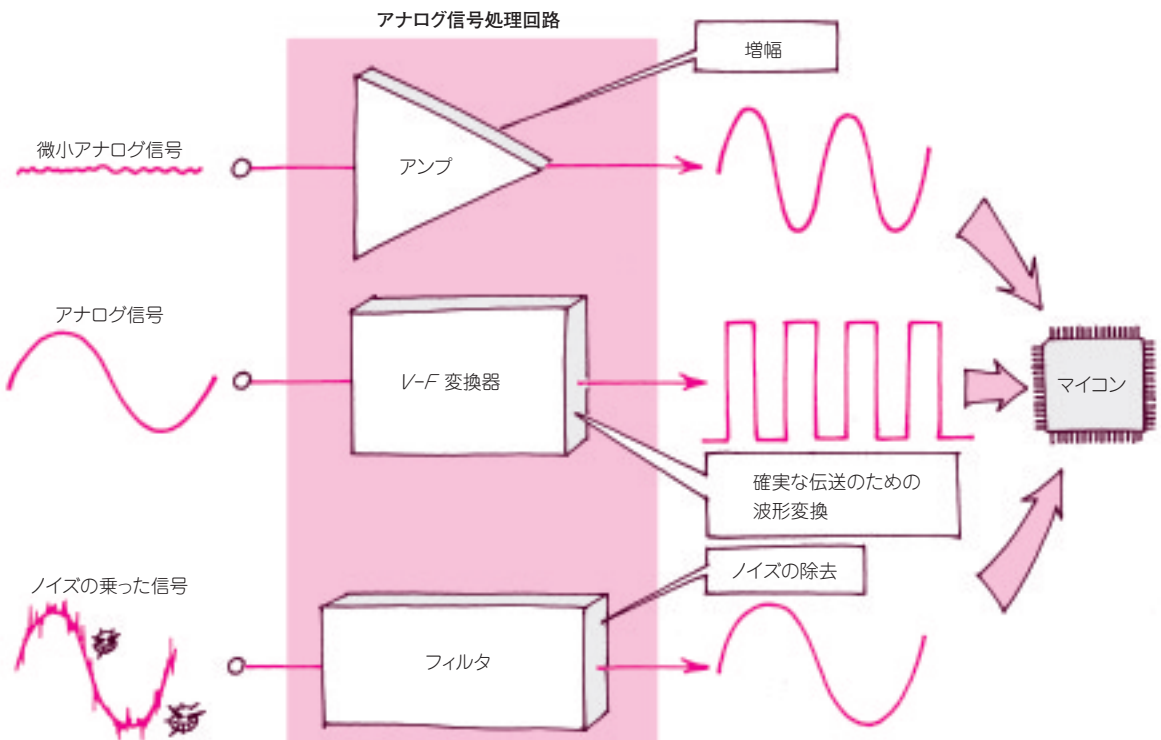 アナログ信号処理回路
増幅
微小アナログ信号
アンプ
アナログ信号
V-F 変換器
マイコン
確実な伝送のための
波形変換
ノイズの乗った信号
ノイズの除去
フィルタ